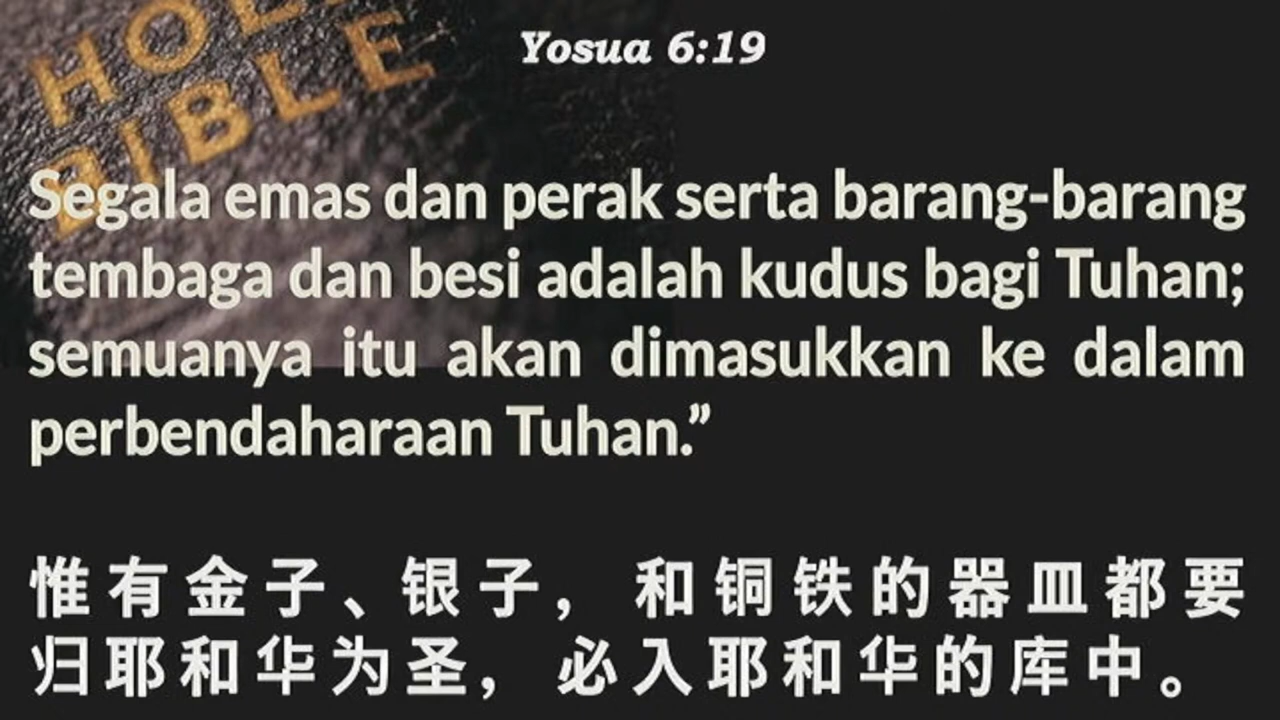 HOLY
BIBLE
Yosua 6:19
Segala emas dan perak serta barang-barang
tembaga dan besi adalah kudus bagi Tuhan;
semuanya itu akan dimasukkan ke dalam
perbendaharaan Tuhan.”
惟有金子、银子，和铜铁的器皿都要
归耶和华为圣，必入耶和华的库中。